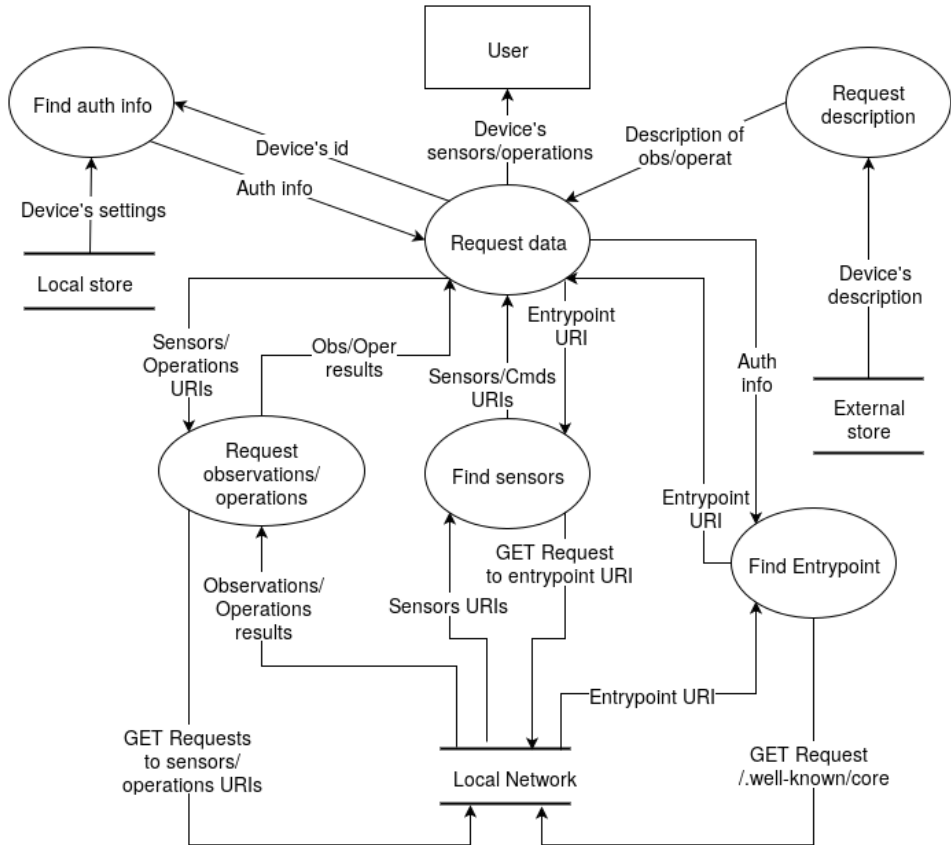 User
Find auth info
Request
description
Device's id
Device's
sensors/operations
Description of
obs/operat
Auth info
Device's settings
Request data
Local store
Device's
description
Entrypoint
URI
Sensors/
Operations
URIs
Obs/Oper
results
Sensors/Cmds
URIs
Auth
info
External
store
Request
observations/
operations
Find sensors
Entrypoint
URI
GET Request
to entrypoint URI
Find Entrypoint
Observations/
Operations
results
Sensors URIs
Entrypoint URI
GET Requests
to sensors/
operations URIs
Local Network
GET Request
/.well-known/core